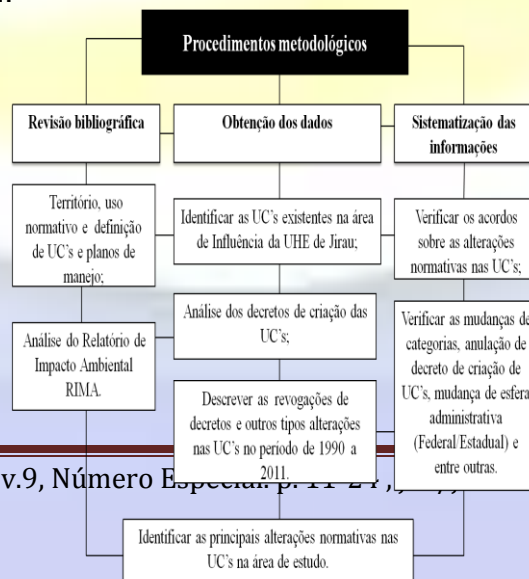 Procedimentos metodológicos
Revisão bibliográfica
Obtenção dos dados
Sistematização das
informações
Território, uso
normativo e definição
de UC's e planos de
manejo;
Identificar as UC's existentes na área
de Influência da UHE de Jirau;
Verificar os acordos
sobre as alterações
normativas nas UC's;
Análise do Relatório de
Impacto Ambiental
RIMA.
Análise dos decretos de criação das
UC's;
Verificar as mudanças de
categorias, anulação de
decreto de criação de
UC's, mudança de esfera
administrativa
(Federal/Estadual) e
entre outras.
Descrever as revogações de
decretos e outros tipos alterações
nas UC's no período de 1990 a
2011.
v.9, Número Especial. p. 11-24,
Identificar as principais alterações normativas nas
UC's na área de estudo.